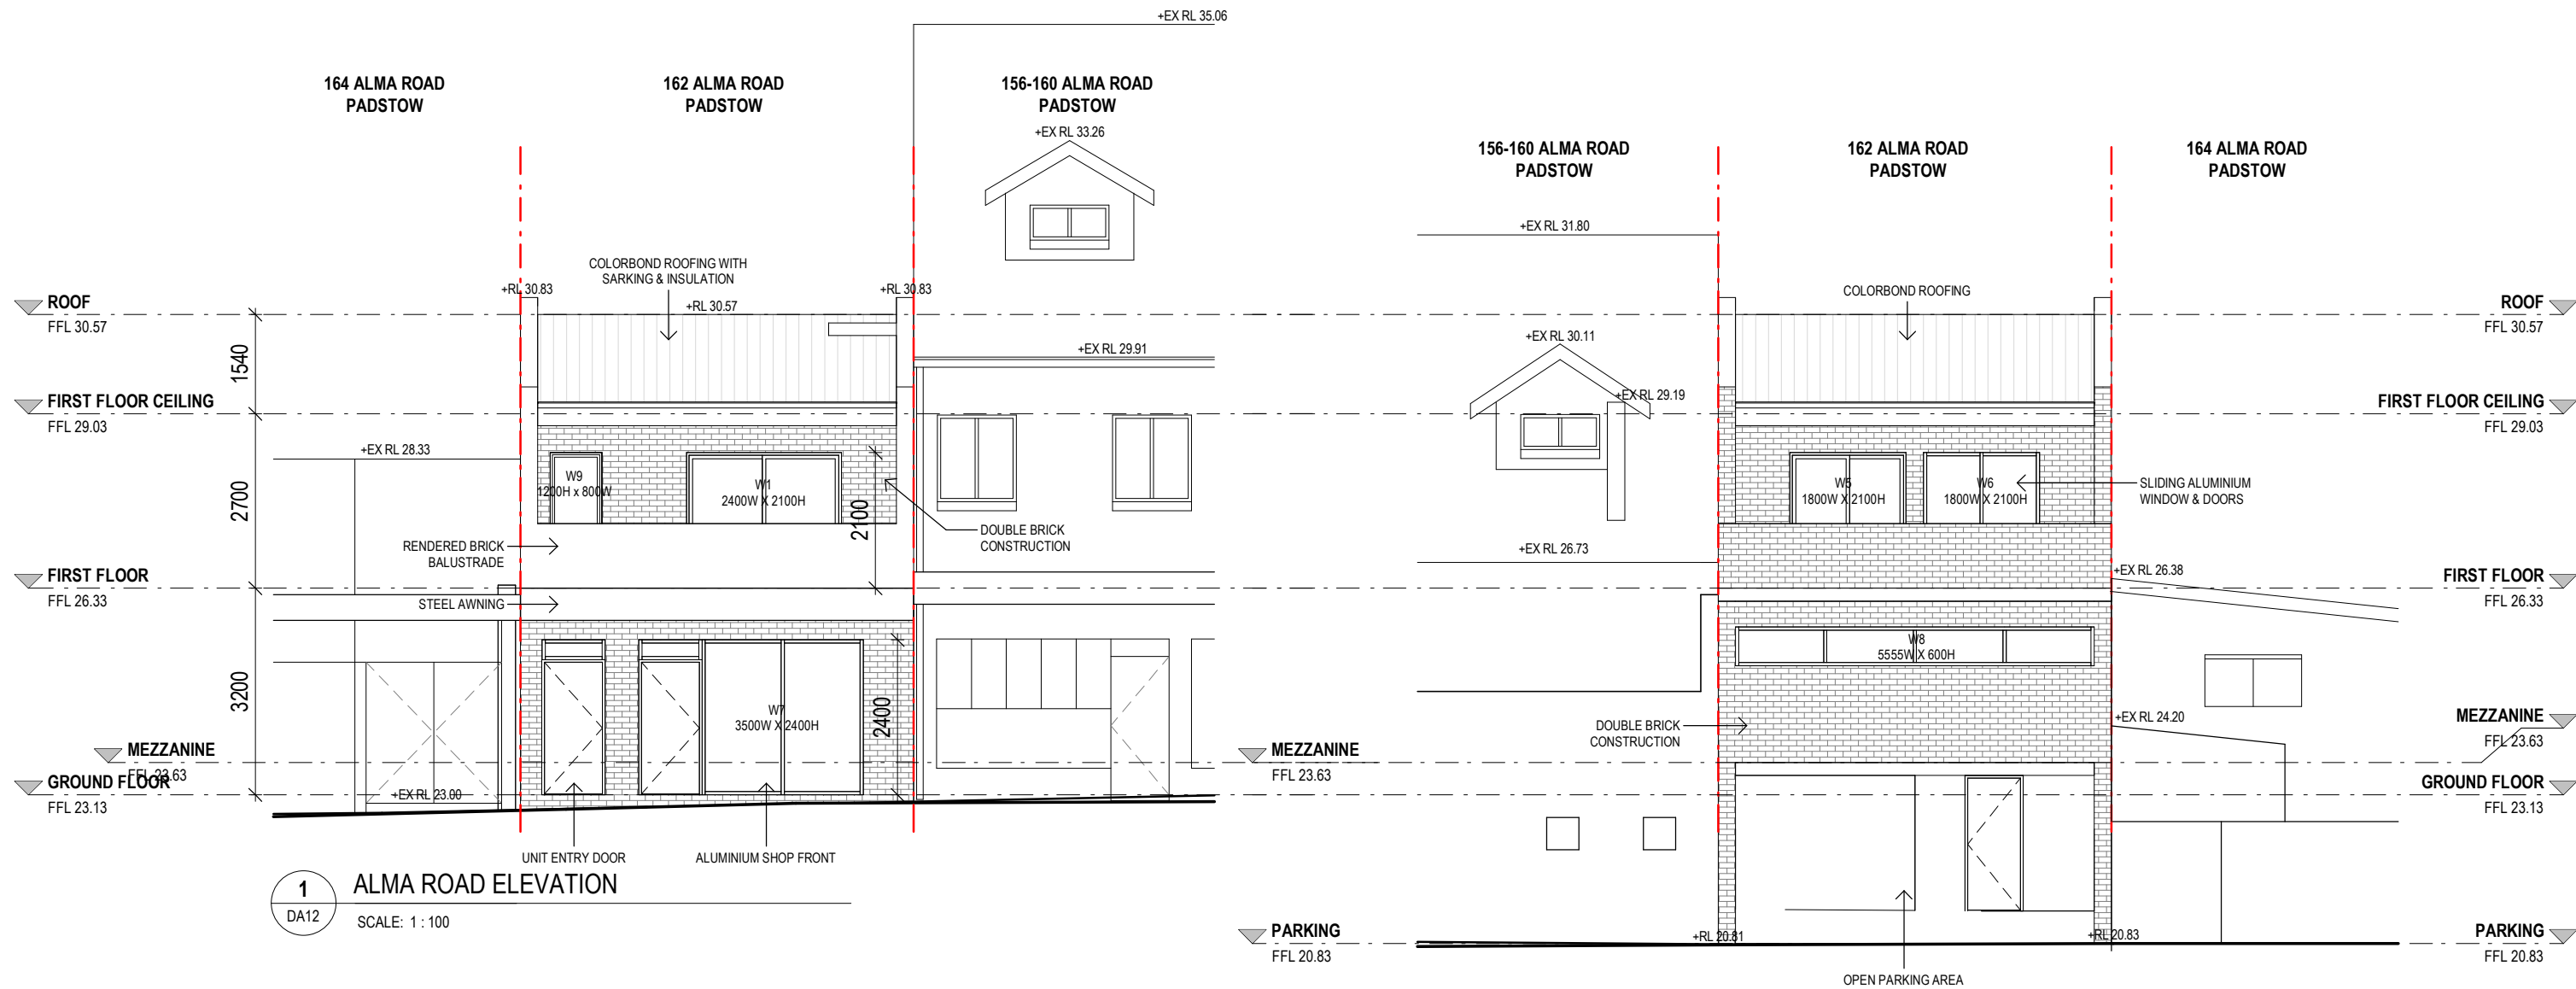 +EX RL 35.06
164 ALMA ROAD
PADSTOW
162 ALMA ROAD
PADSTOW
156-160 ALMA ROAD
PADSTOW
+EX RL 33.26
COLORBOND ROOFING WITH
SARKING & INSULATION
+RL 30.83
+RL 30.57
+RL 30.83
ROOF
FFL 30.57
1540
+EX RL 29.91
FIRST FLOOR CEILING
FFL 29.03
+EX RL 28.33
2700
W9
1200H x 800W
W1
2400W X 2100H
2100
DOUBLE BRICK
CONSTRUCTION
RENDERED BRICK
BALUSTRADE
FIRST FLOOR
FFL 26.33
STEEL AWNING
3200
W7
3500W X 2400H
2400
MEZZANINE
FFL 23.63
GROUND FLOOR
FFL 23.13
+EX RL 23.00
UNIT ENTRY DOOR
ALUMINIUM SHOP FRONT
1
DA12
ALMA ROAD ELEVATION
SCALE: 1 : 100
156-160 ALMA ROAD
PADSTOW
162 ALMA ROAD
PADSTOW
164 ALMA ROAD
PADSTOW
+EX RL 31.80
COLORBOND ROOFING
ROOF
FFL 30.57
+EX RL 30.11
+EX RL 29.19
FIRST FLOOR CEILING
FFL 29.03
W5
1800W X 2100H
W6
1800W X 2100H
SLIDING ALUMINIUM
WINDOW & DOORS
+EX RL 26.73
+EX RL 26.38
FIRST FLOOR
FFL 26.33
W8
5555W X 600H
DOUBLE BRICK
CONSTRUCTION
+EX RL 24.20
MEZZANINE
FFL 23.63
MEZZANINE
FFL 23.63
GROUND FLOOR
FFL 23.13
PARKING
FFL 20.83
+RL 20.81
+RL 20.83
PARKING
FFL 20.83
OPEN PARKING AREA